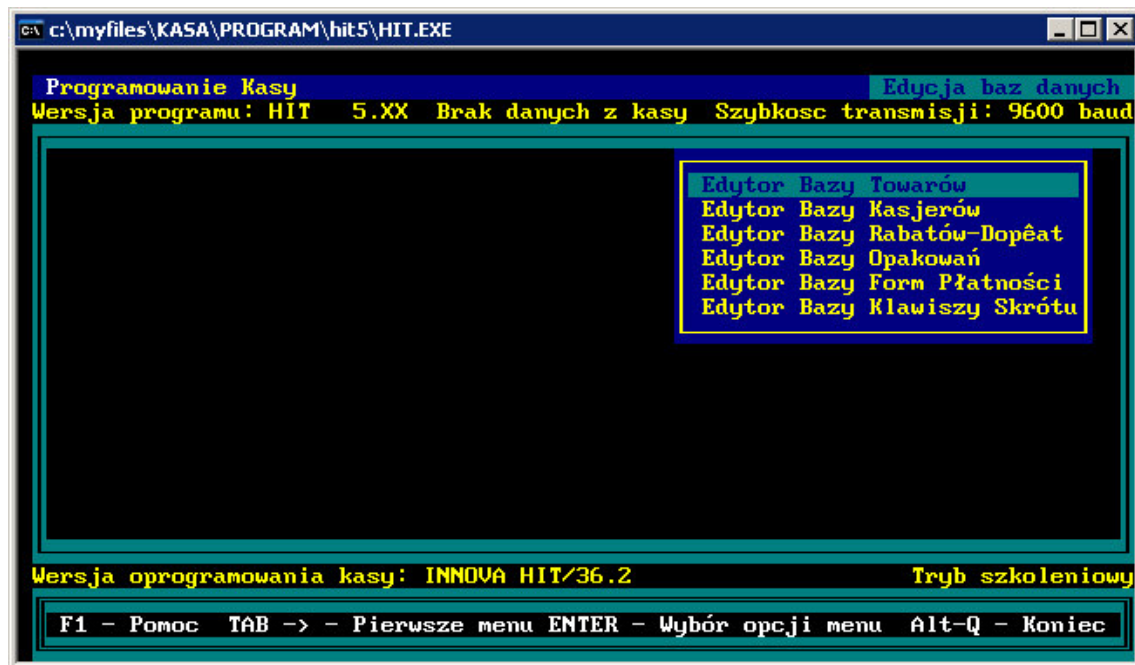 c:\myfiles\KASA\PROGRAM\hit5\HIT.EXE
Programowanie Kasy Edycja baz danych
Wersja programu: HIT 5.XX Brak danych z kasy Szybkosc transmisji: 9600 baud
Edytor Bazy Towarów
Edytor Bazy Kasjerów
Edytor Bazy Rabatów-Dopêat
Edytor Bazy Opakowań
Edytor Bazy Form Płatności
Edytor Bazy Klawiszy Skrótu
Wersja oprogramowania kasy: INNOVA HIT/36.2 Tryb szkoleniowy
F1 - Pomoc TAB -> - Pierwsze menu ENTER - Wybór opcji menu Alt-Q - Koniec